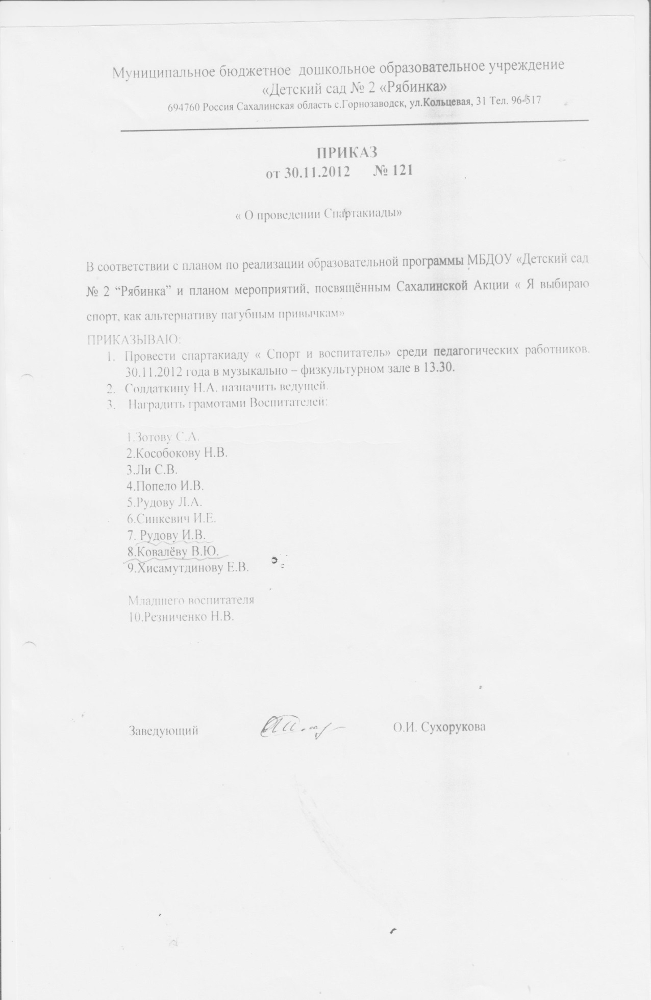 Муниципальное бюджетное дошкольное образовательное учреждение
«Детский сад № 2 «Рябинка»
694760 Россия Сахалинская область с.Горнозаводск, ул.Кольцевая, 31 Тел. 96-517
ПРИКАЗ
от 30.11.2012 № 121
« О проведении Спартакиады»
В соответствии с планом по реализации образовательной программы МБДОУ «Детский сад
№ 2 “Рябинка” и планом мероприятий, посвящённым Сахалинской Акции « Я выбираю
спорт, как альтернативу пагубным привычкам»
ПРИКАЗЫВАЮ:
1. Провести спартакиаду « Спорт и воспитатель» среди педагогических работников.
30.11.2012 года в музыкально – физкультурном зале в 13.30.
2. Солдаткину Н.А. назначить ведущей.
3. Наградить грамотами Воспитателей:
1.Зотову С.А.
2.Кособокову Н.В.
3.Ли С.В.
4.Попело И.В.
5.Рудову Л.А.
6.Синкевич И.Е.
7. Рудову И.В.
8.Ковалёву В.Ю.
9.Хисамутдинову Е.В.
Младшего воспитателя
10.Резниченко Н.В.
Заведующий О.И. Сухорукова